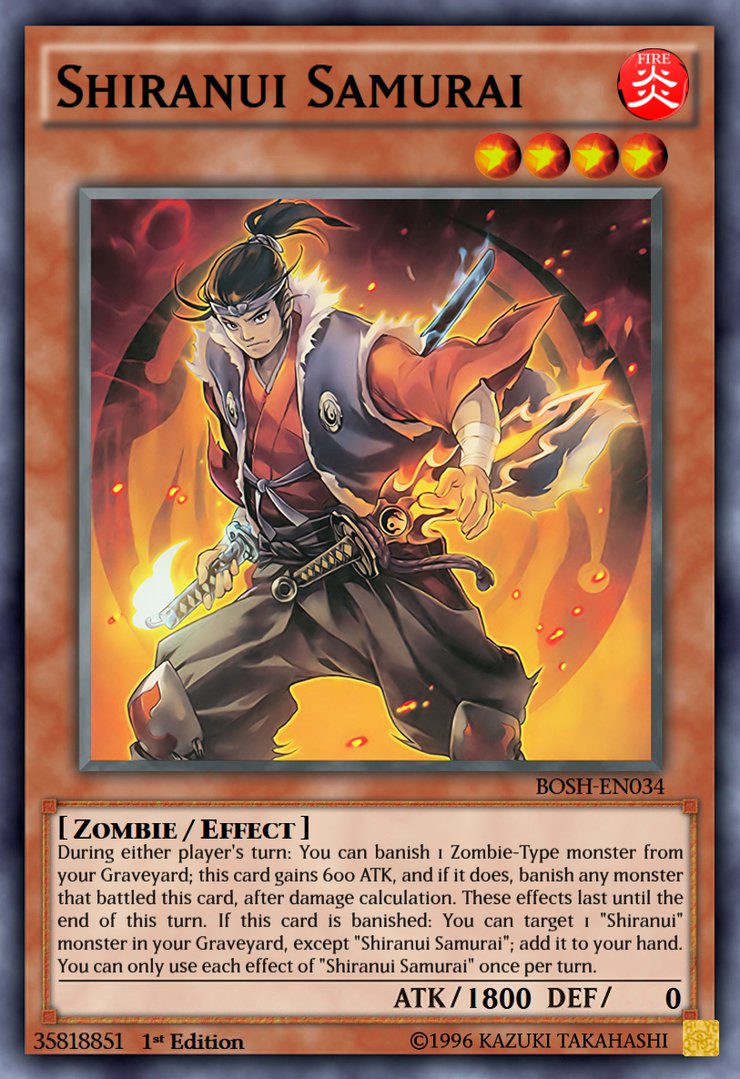 Shiranui Samurai
FIRE
炎
BOSH-EN034
[ Zombie / Effect ]
During either player's turn: You can banish 1 Zombie-Type monster from
your Graveyard; this card gains 600 ATK, and if it does, banish any monster
that battled this card, after damage calculation. These effects last until the
end of this turn. If this card is banished: You can target 1 "Shiranui"
monster in your Graveyard, except "Shiranui Samurai"; add it to your hand.
You can only use each effect of "Shiranui Samurai" once per turn.
ATK/1800 DEF/ 0
35818851 1st Edition ©1996 KAZUKI TAKAHASHI